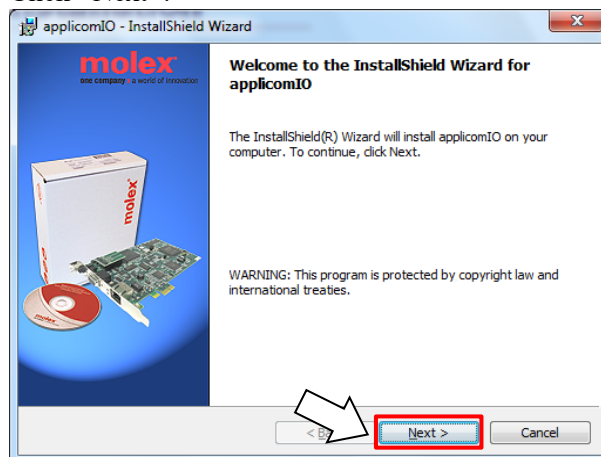 applicomIO - InstallShield Wizard
molex
one company › a world of innovation
Welcome to the InstallShield Wizard for
applicomIO
The InstallShield(R) Wizard will install applicomIO on your
computer. To continue, click Next.
molex
WARNING: This program is protected by copyright law and
international treaties.
molex
Next >
Cancel